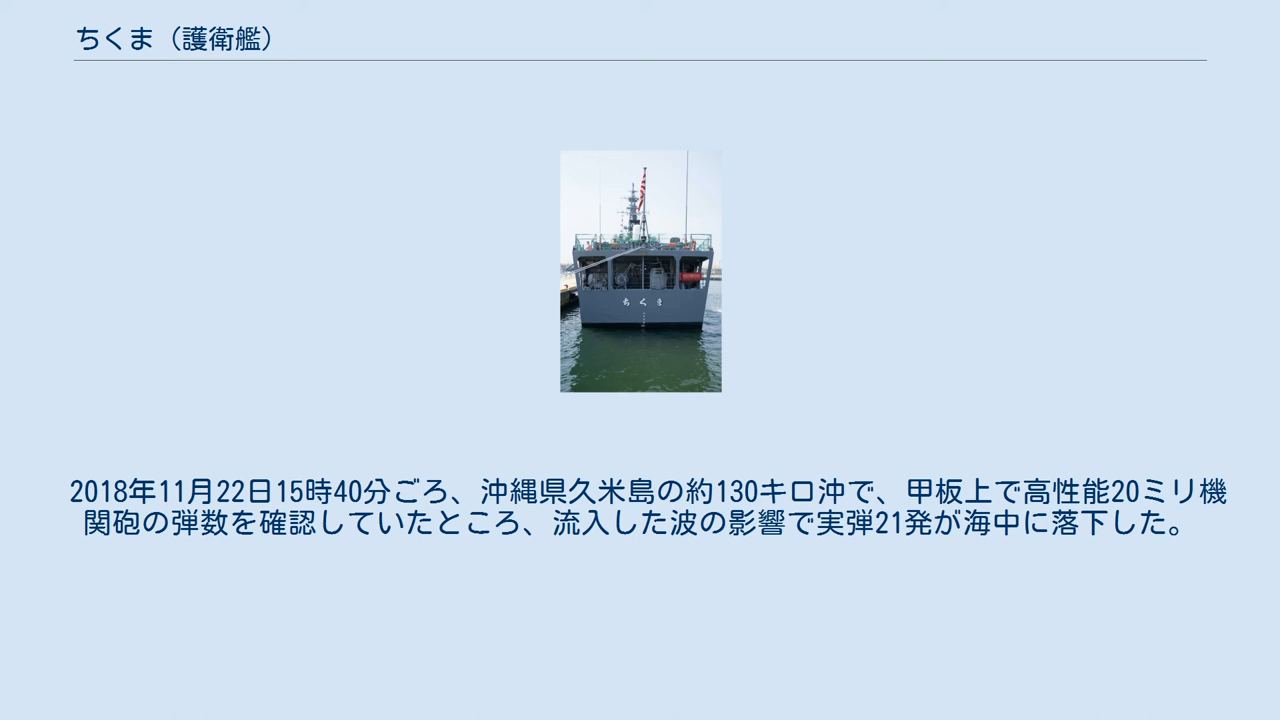 ちくま（護衛艦）
ちくま
2018年11月22日15時40分ごろ、沖縄県久米島の約130キロ沖で、甲板上で高性能20ミリ機
関砲の弾数を確認していたところ、流入した波の影響で実弾21発が海中に落下した。